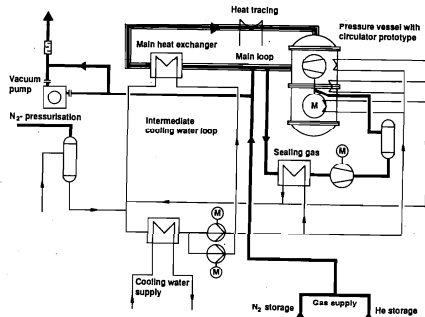 Heat tracing
Pressure vessel with
circulator prototype
Main heat exchanger
Main loop
Vacuum
pump
M
N₂- pressurisation
Intermediate
cooling water loop
M
Sealing gas
M
M
Cooling water
supply
Gas supply
N₂ storage
He storage